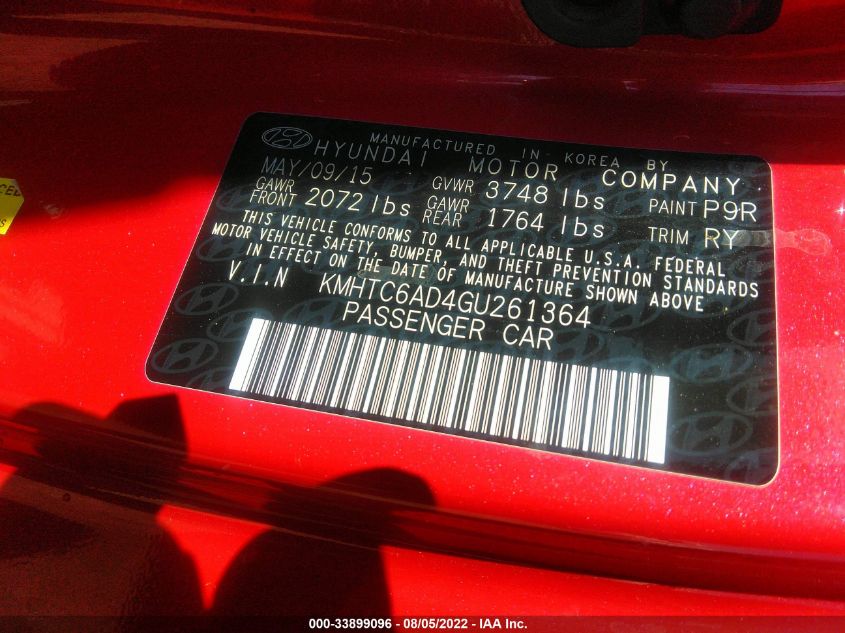 MANUFACTURED IN KOREA BY
HYUNDAI MOTOR COMPANY
MAY/09/15 GVWR 3748 lbs PAINT P9R
GAWR FRONT 2072 lbs GAWR REAR 1764 lbs TRIM RY
THIS VEHICLE CONFORMS TO ALL APPLICABLE U.S.A. FEDERAL
MOTOR VEHICLE SAFETY, BUMPER, AND THEFT PREVENTION STANDARDS
IN EFFECT ON THE DATE OF MANUFACTURE SHOWN ABOVE
V.I.N KMHTC6AD4GU261364
PASSENGER CAR
000-33899096 - 08/05/2022 - IAA Inc.